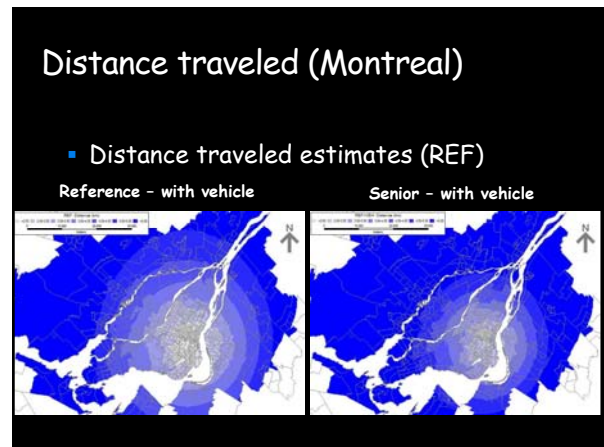 Distance traveled (Montreal)
Distance traveled estimates (REF)
Reference – with vehicle
Senior – with vehicle
N
N